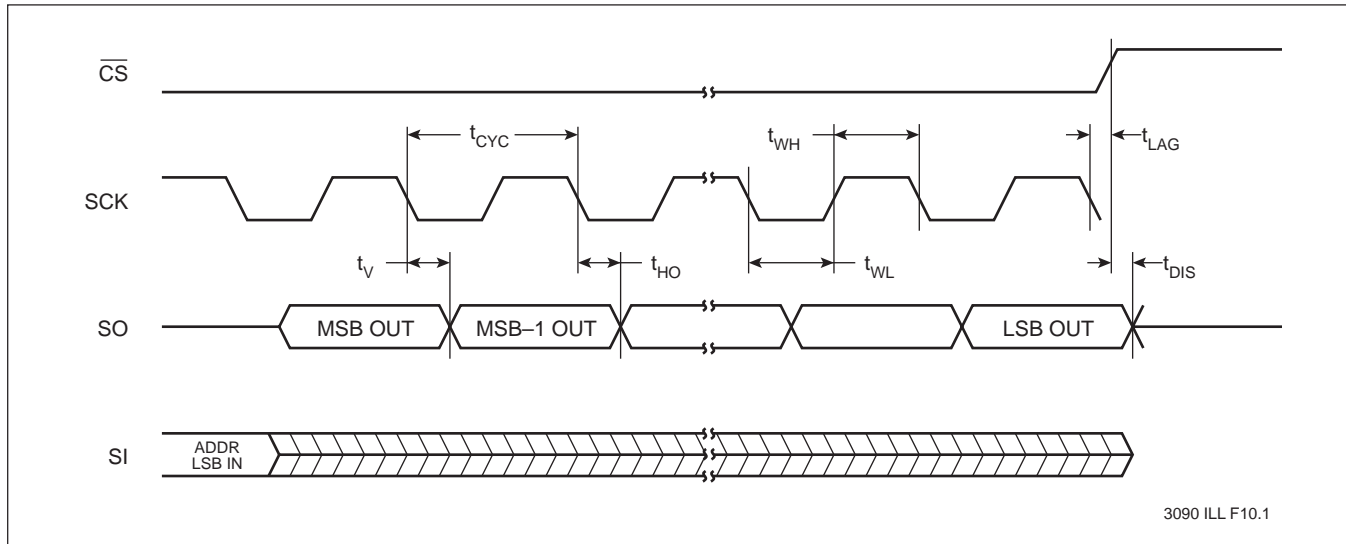 CS
tCYC
tWH
tLAG
SCK
tV
tHO
tWL
tDIS
SO
MSB OUT
MSB–1 OUT
LSB OUT
SI
ADDR
LSB IN
3090 ILL F10.1